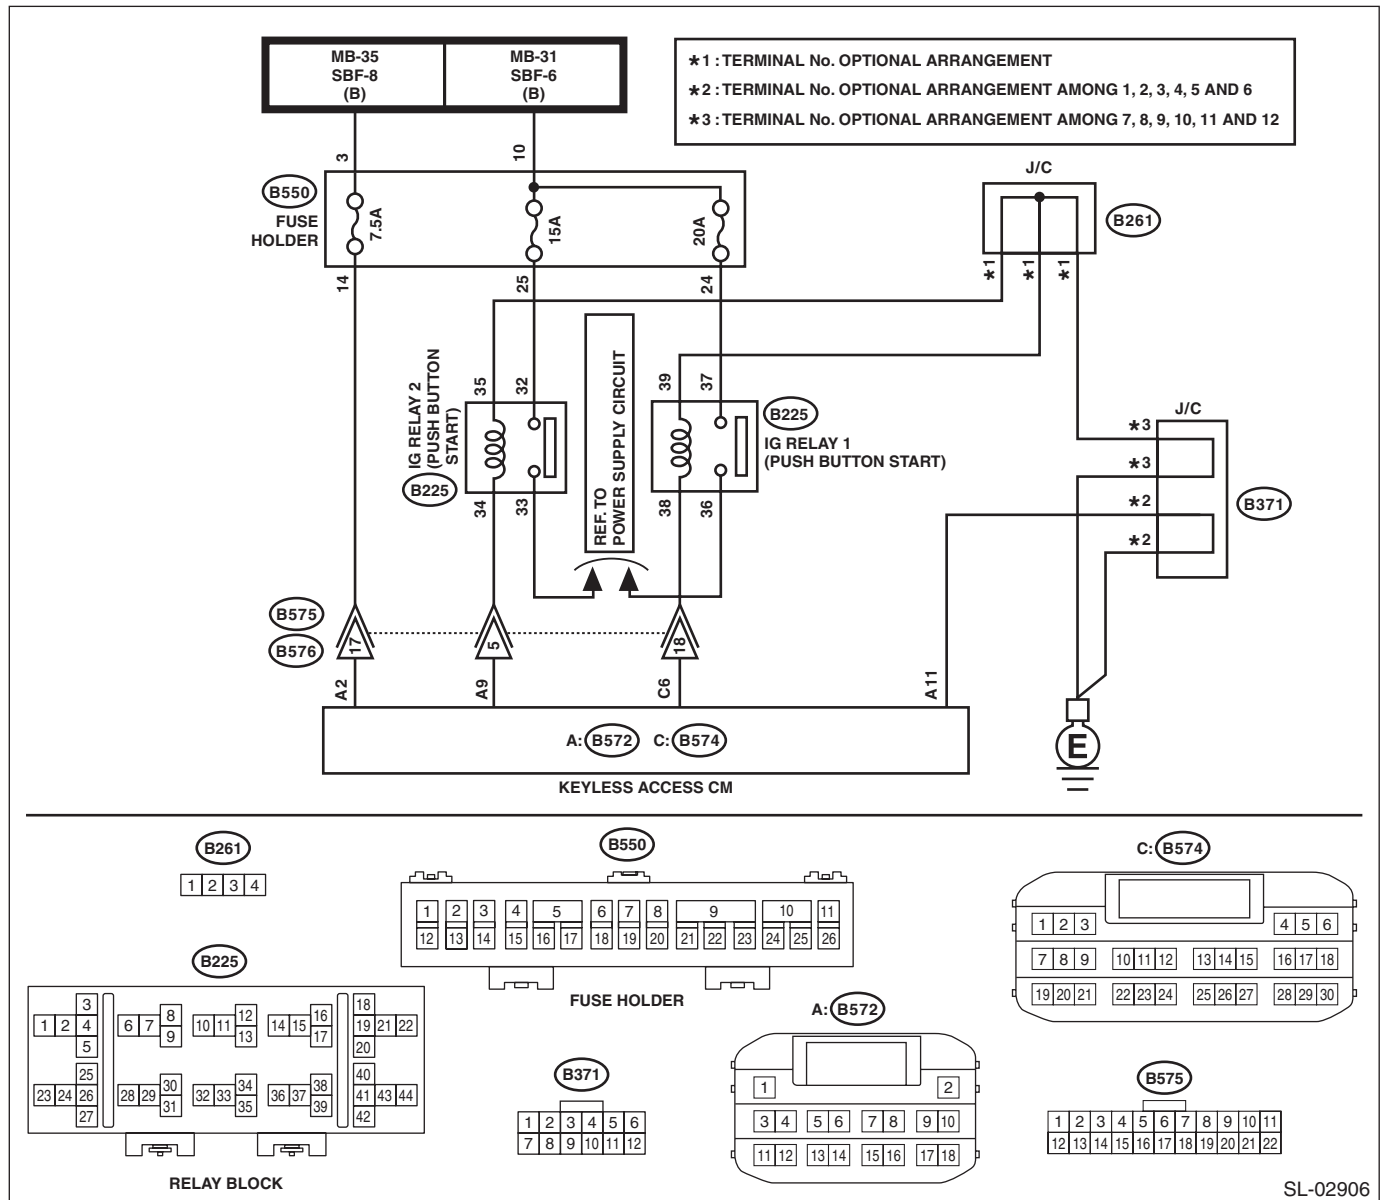 MB-35
SBF-8
(B)
MB-31
SBF-6
(B)
*1 : TERMINAL No. OPTIONAL ARRANGEMENT
*2 : TERMINAL No. OPTIONAL ARRANGEMENT AMONG 1, 2, 3, 4, 5 AND 6
*3 : TERMINAL No. OPTIONAL ARRANGEMENT AMONG 7, 8, 9, 10, 11 AND 12
3
10
B550
FUSE
HOLDER
7.5A
15A
20A
J/C
B261
*1
*1
*1
14
25
24
IG RELAY 2
(PUSH BUTTON
START)
B225
35
32
34
33
REF. TO
POWER SUPPLY CIRCUIT
39
37
38
36
B225
IG RELAY 1
(PUSH BUTTON START)
J/C
*3
*3
*2
*2
B371
B575
B576
17
5
18
A2
A9
C6
A11
E
A: B572 C: B574
KEYLESS ACCESS CM
B261
1 2 3 4
B550
1 2 3 4 5 6 7 8 9 10 11
12 13 14 15 16 17 18 19 20 21 22 23 24 25 26
FUSE HOLDER
C: B574
1 2 3 4 5 6
7 8 9 10 11 12 13 14 15 16 17 18
19 20 21 22 23 24 25 26 27 28 29 30
B225
3 8 12 16 18
1 2 4 6 7 9 10 11 13 14 15 17 19 21 22
5 20
25 30 34 38 40
23 24 26 28 29 31 32 33 35 36 37 39 41 43 44
27 42
RELAY BLOCK
B371
1 2 3 4 5 6
7 8 9 10 11 12
A: B572
1 2
3 4 5 6 7 8 9 10
11 12 13 14 15 16 17 18
B575
1 2 3 4 5 6 7 8 9 10 11
12 13 14 15 16 17 18 19 20 21 22
SL-02906